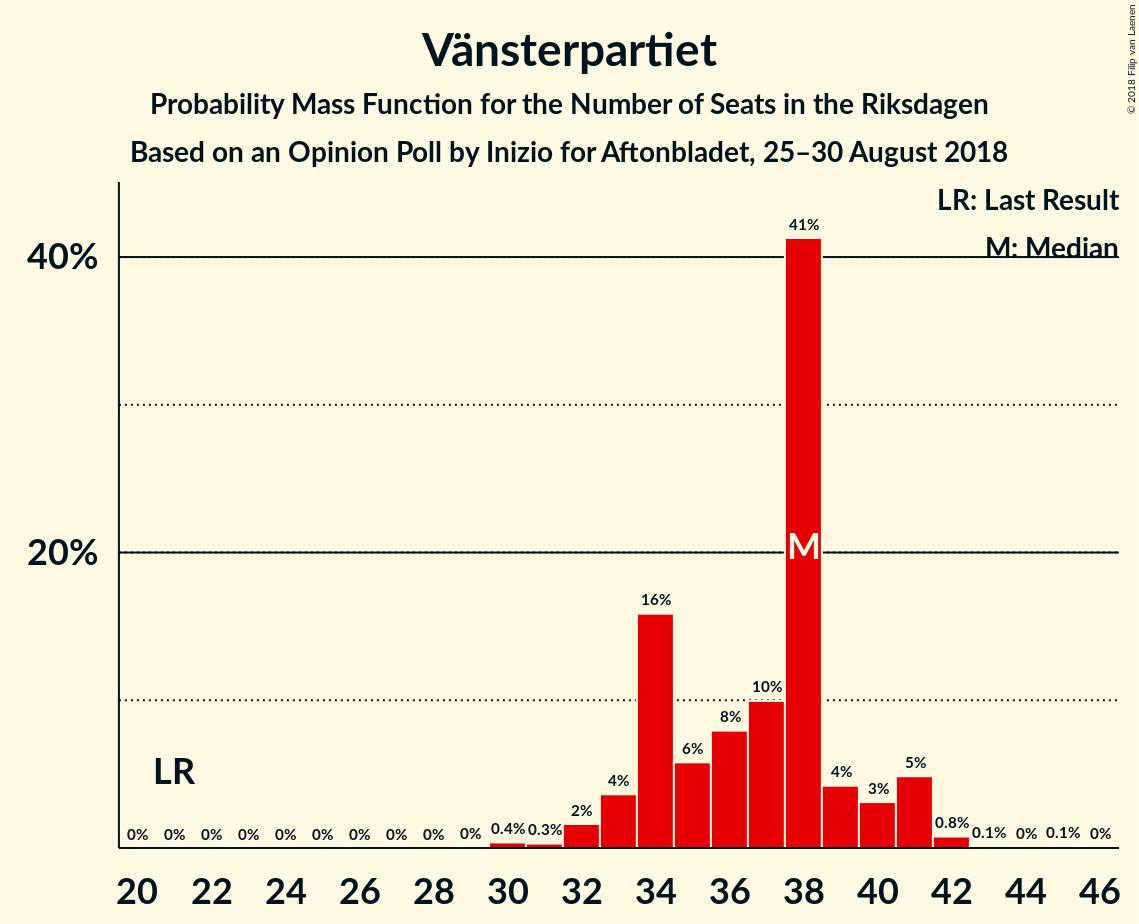 Vänsterpartiet
Probability Mass Function for the Number of Seats in the Riksdagen
Based on an Opinion Poll by Inizio for Aftonbladet, 25–30 August 2018
© 2018 Filip van Laenen
LR: Last Result
M: Median
40%
20%
41%
M
16%
10%
8%
6%
5%
4%
4%
3%
2%
LR
0% 0% 0% 0% 0% 0% 0% 0% 0% 0% 0.4% 0.3% 0.8% 0.1% 0% 0.1% 0%
20 22 24 26 28 30 32 34 36 38 40 42 44 46